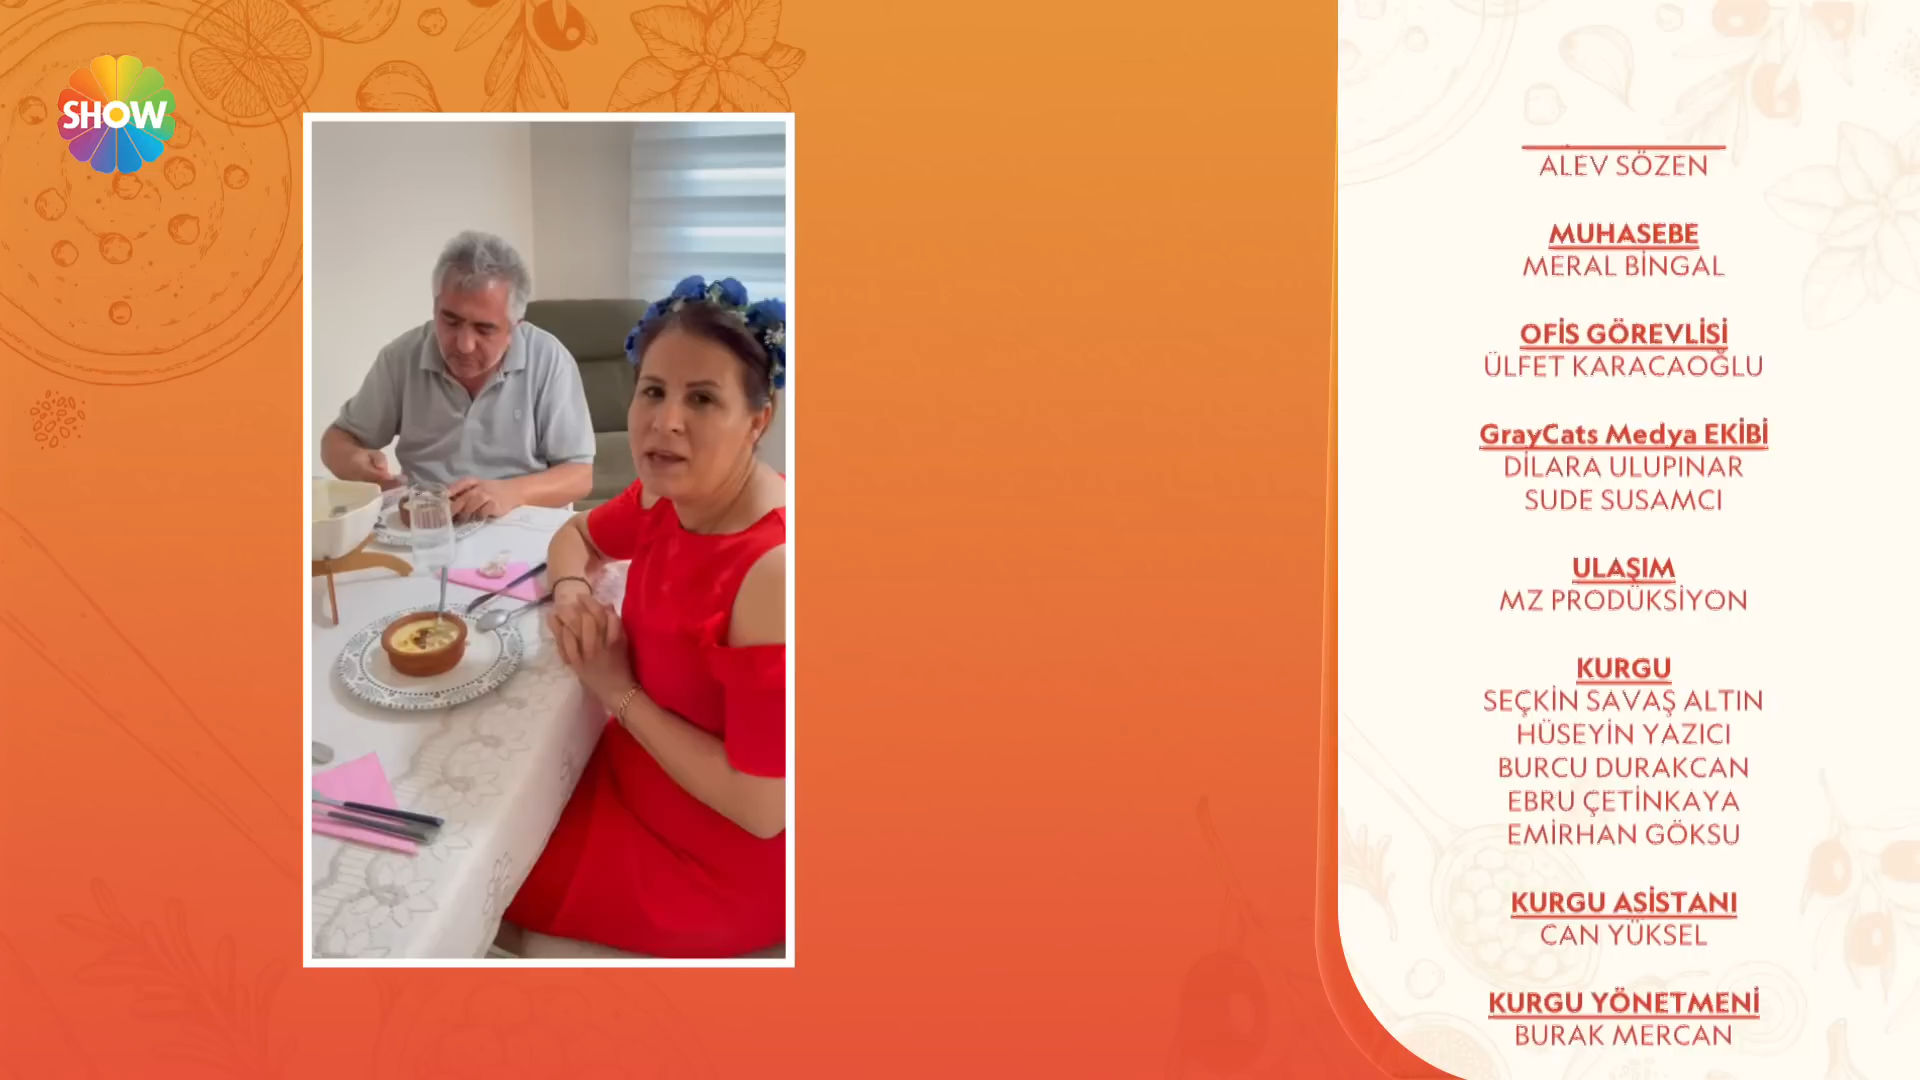 SHOW
ALEV SÖZEN
MUHASEBE
MERAL BİNGAL
OFİS GÖREVLİSİ
ÜLFET KARACAOĞLU
GrayCats Medya EKİBİ
DİLARA ULUPINAR
SUDE SUSAMCI
ULAŞIM
MZ PRODÜKSİYON
KURGU
SEÇKİN SAVAŞ ALTIN
HÜSEYİN YAZICI
BURCU DURAKCAN
EBRU ÇETİNKAYA
EMİRHAN GÖKSU
KURGU ASİSTANI
CAN YÜKSEL
KURGU YÖNETMENİ
BURAK MERCAN